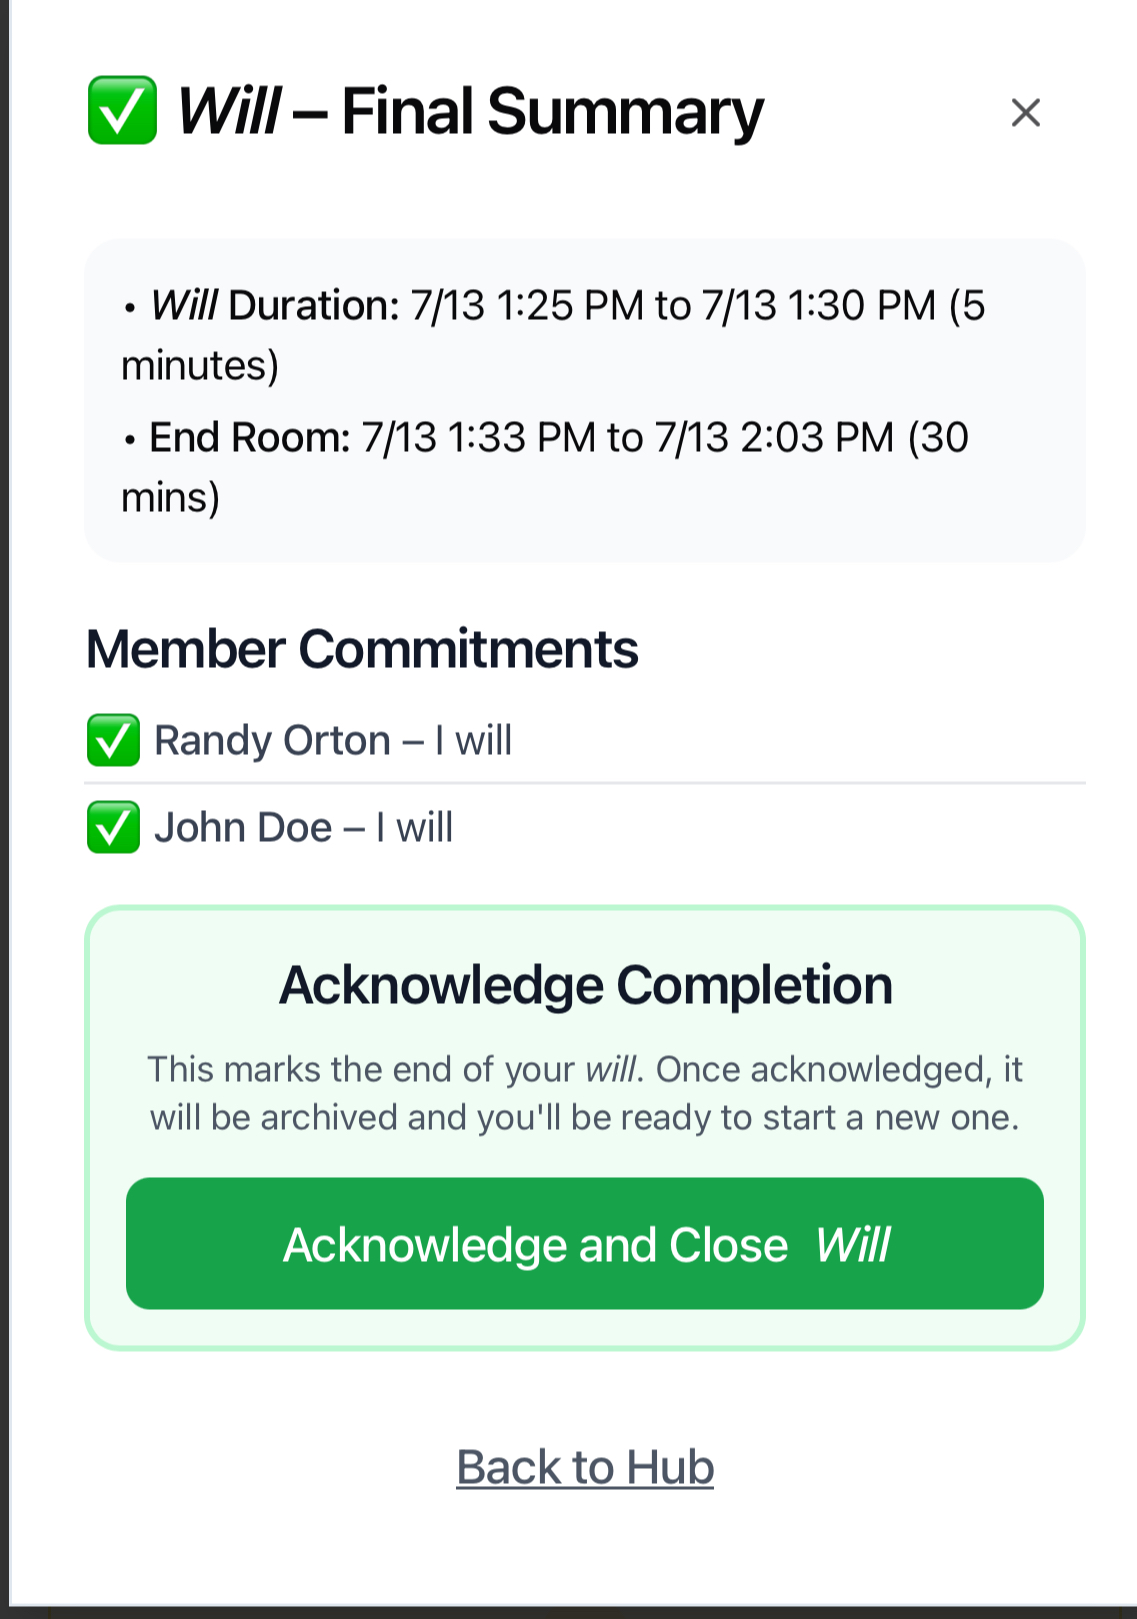 ✅ Will – Final Summary
• Will Duration: 7/13 1:25 PM to 7/13 1:30 PM (5
minutes)
• End Room: 7/13 1:33 PM to 7/13 2:03 PM (30
mins)
Member Commitments
✅ Randy Orton – I will
✅ John Doe – I will
Acknowledge Completion
This marks the end of your will. Once acknowledged, it
will be archived and you'll be ready to start a new one.
Acknowledge and Close Will
Back to Hub